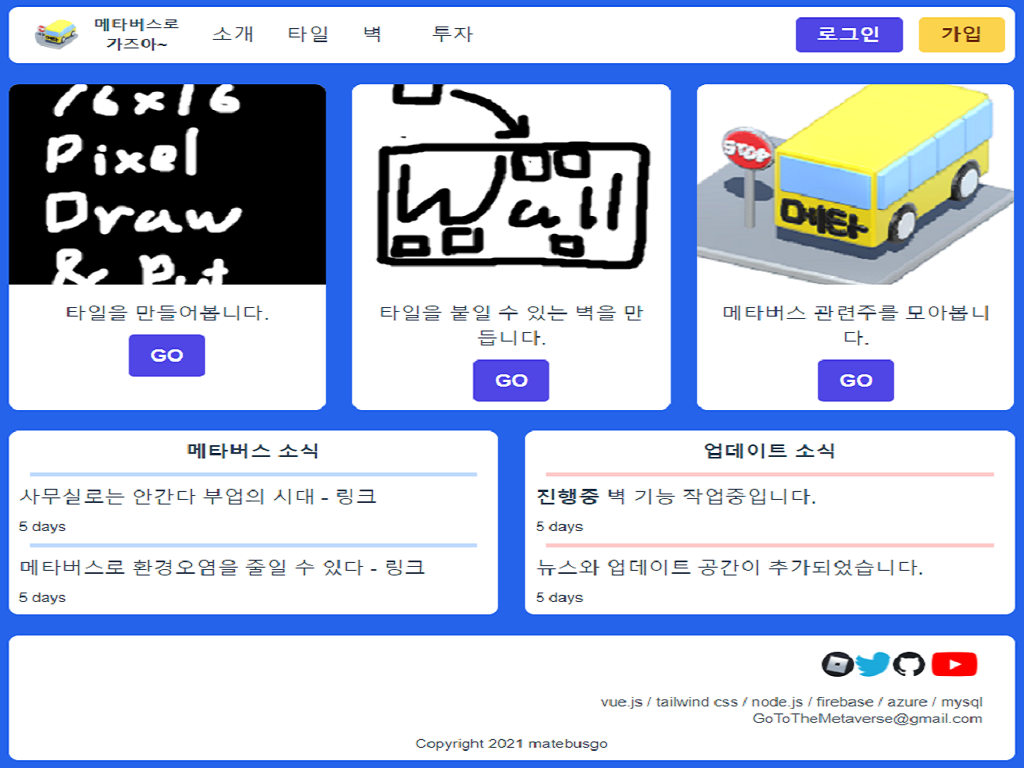 메타버스로
가즈아~
소개 타일 벽 투자
로그인 가입
16x16
Pixel
Draw
& Put
타일을 만들어봅니다.
GO
Wall
타일을 붙일 수 있는 벽을 만
듭니다.
GO
STOP
메타
메타버스 관련주를 모아봅니
다.
GO
메타버스 소식
사무실로는 안간다 부업의 시대 - 링크
5 days
메타버스로 환경오염을 줄일 수 있다 - 링크
5 days
업데이트 소식
진행중 벽 기능 작업중입니다.
5 days
뉴스와 업데이트 공간이 추가되었습니다.
5 days
vue.js / tailwind css / node.js / firebase / azure / mysql
GoToTheMetaverse@gmail.com
Copyright 2021 matebusgo